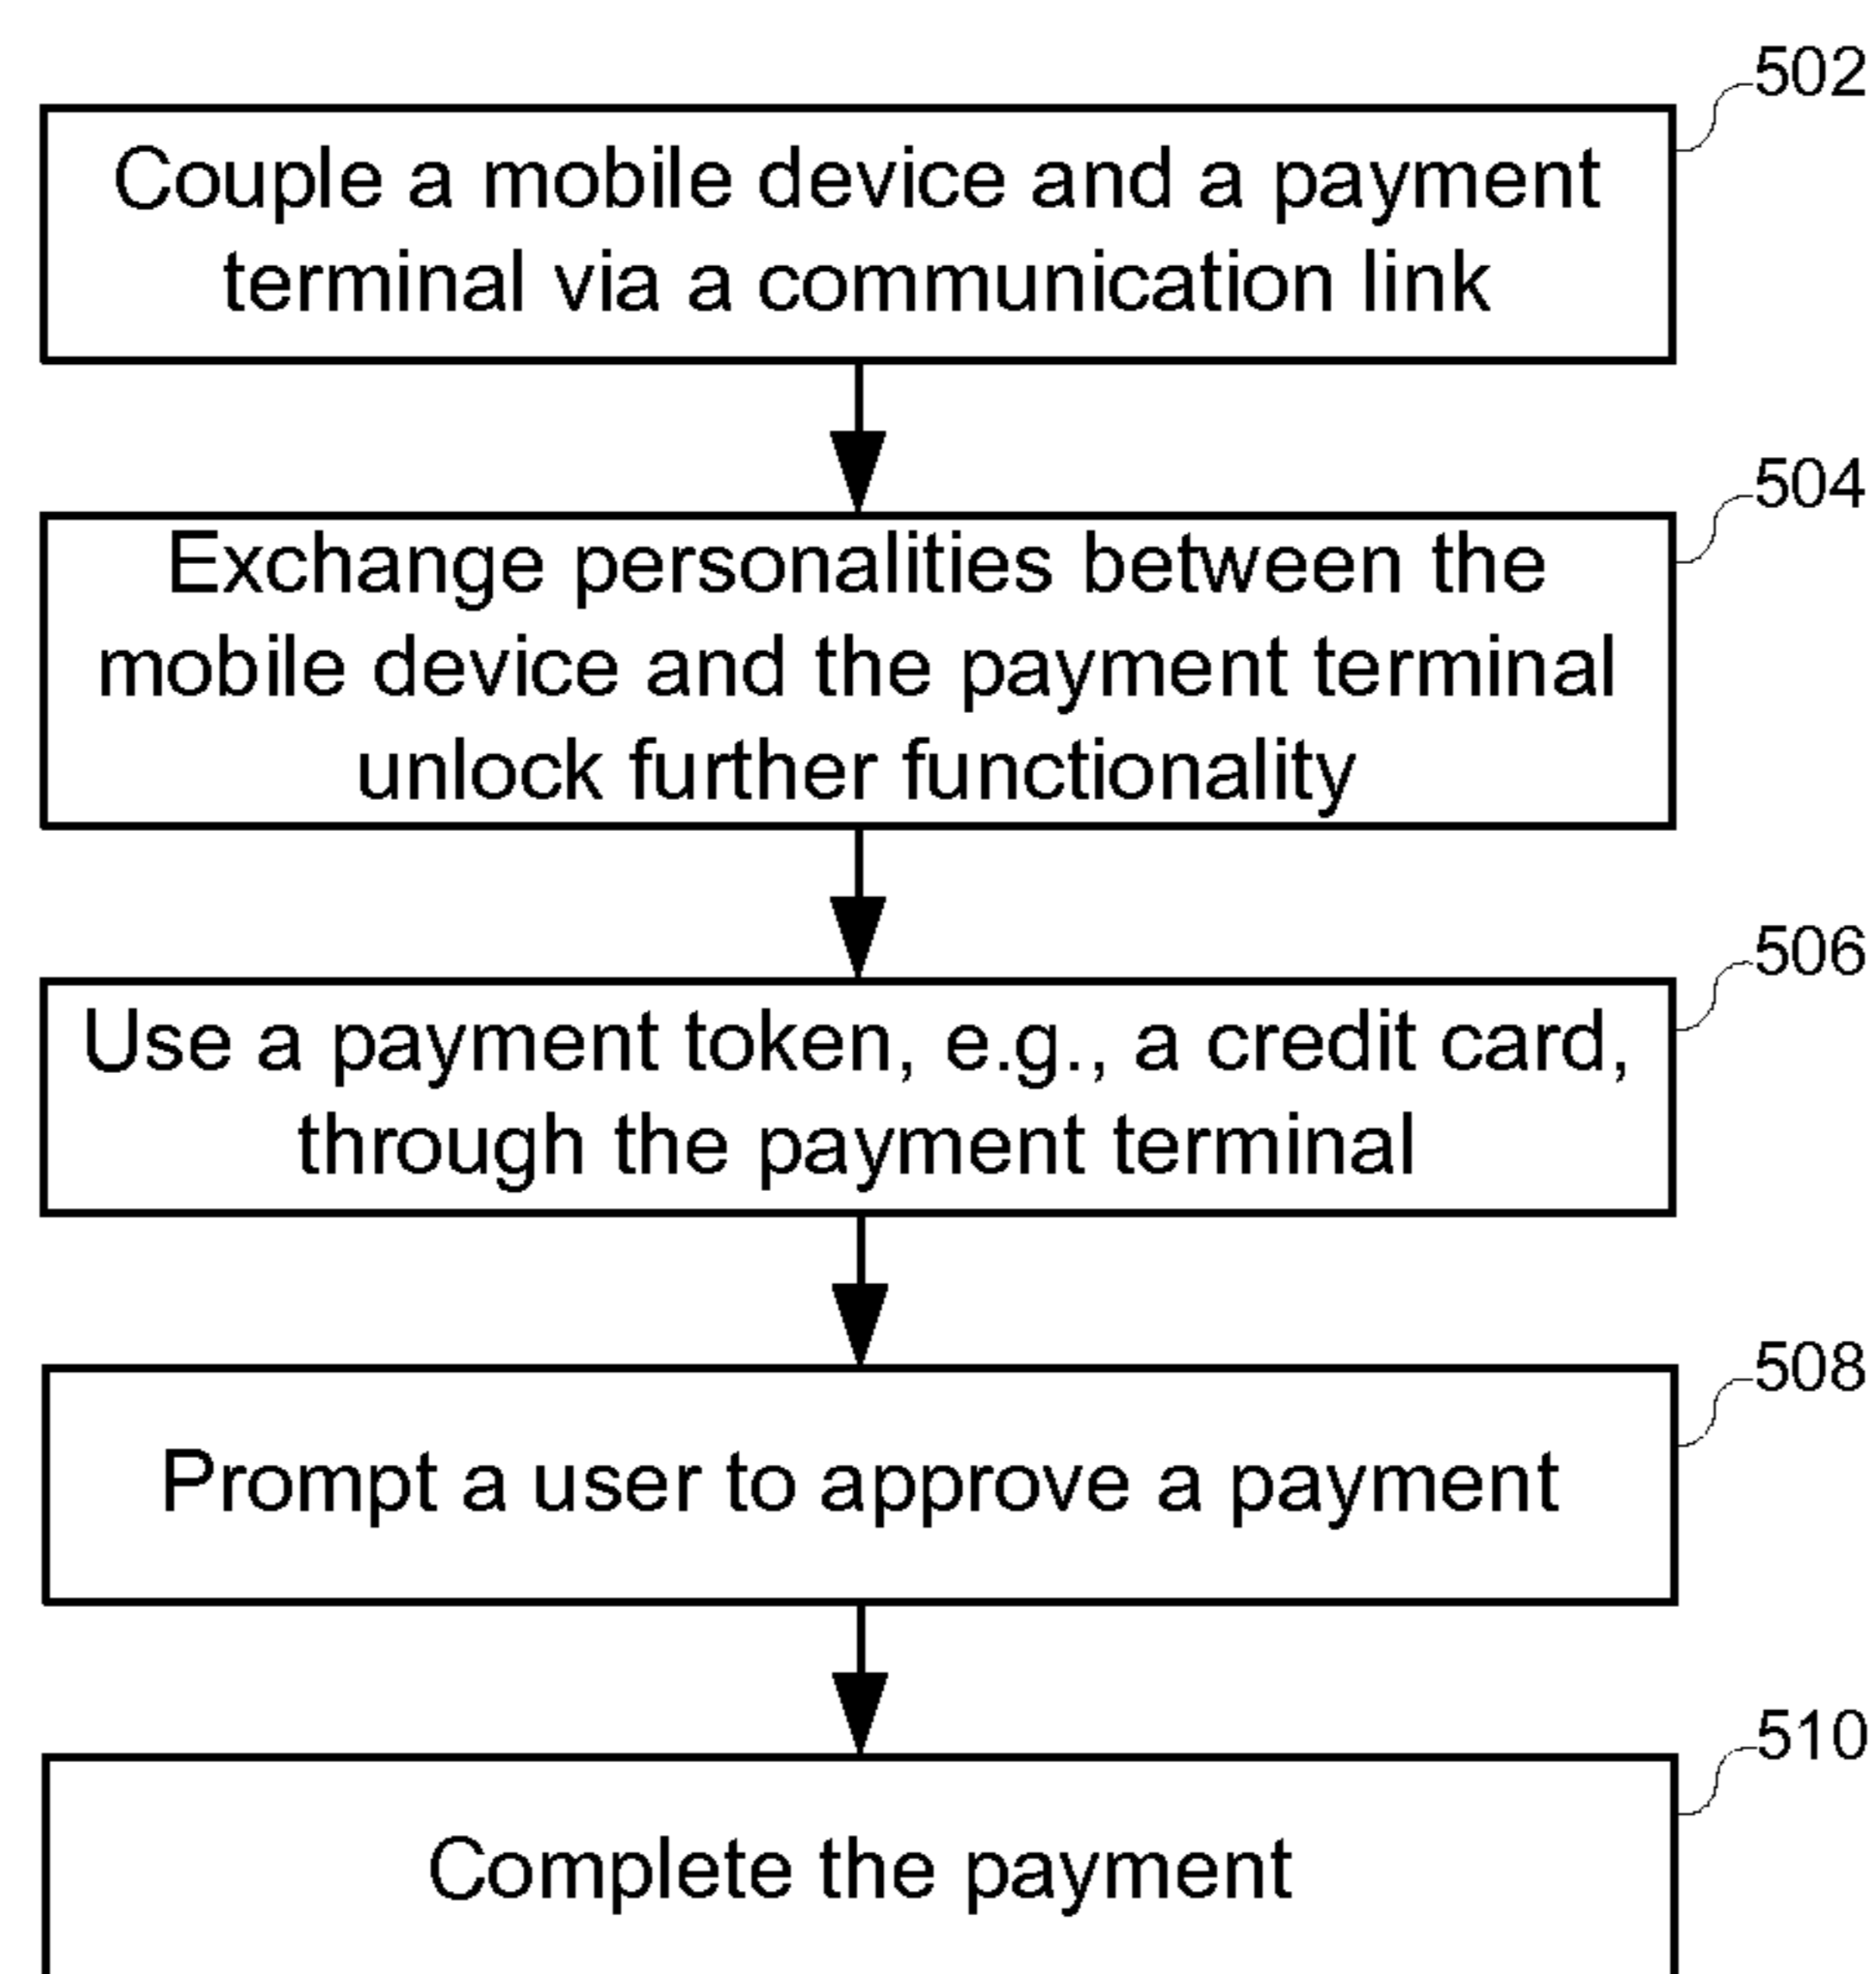 502
Couple a mobile device and a payment
terminal via a communication link
504
Exchange personalities between the
mobile device and the payment terminal
unlock further functionality
506
Use a payment token, e.g., a credit card,
through the payment terminal
508
Prompt a user to approve a payment
510
Complete the payment